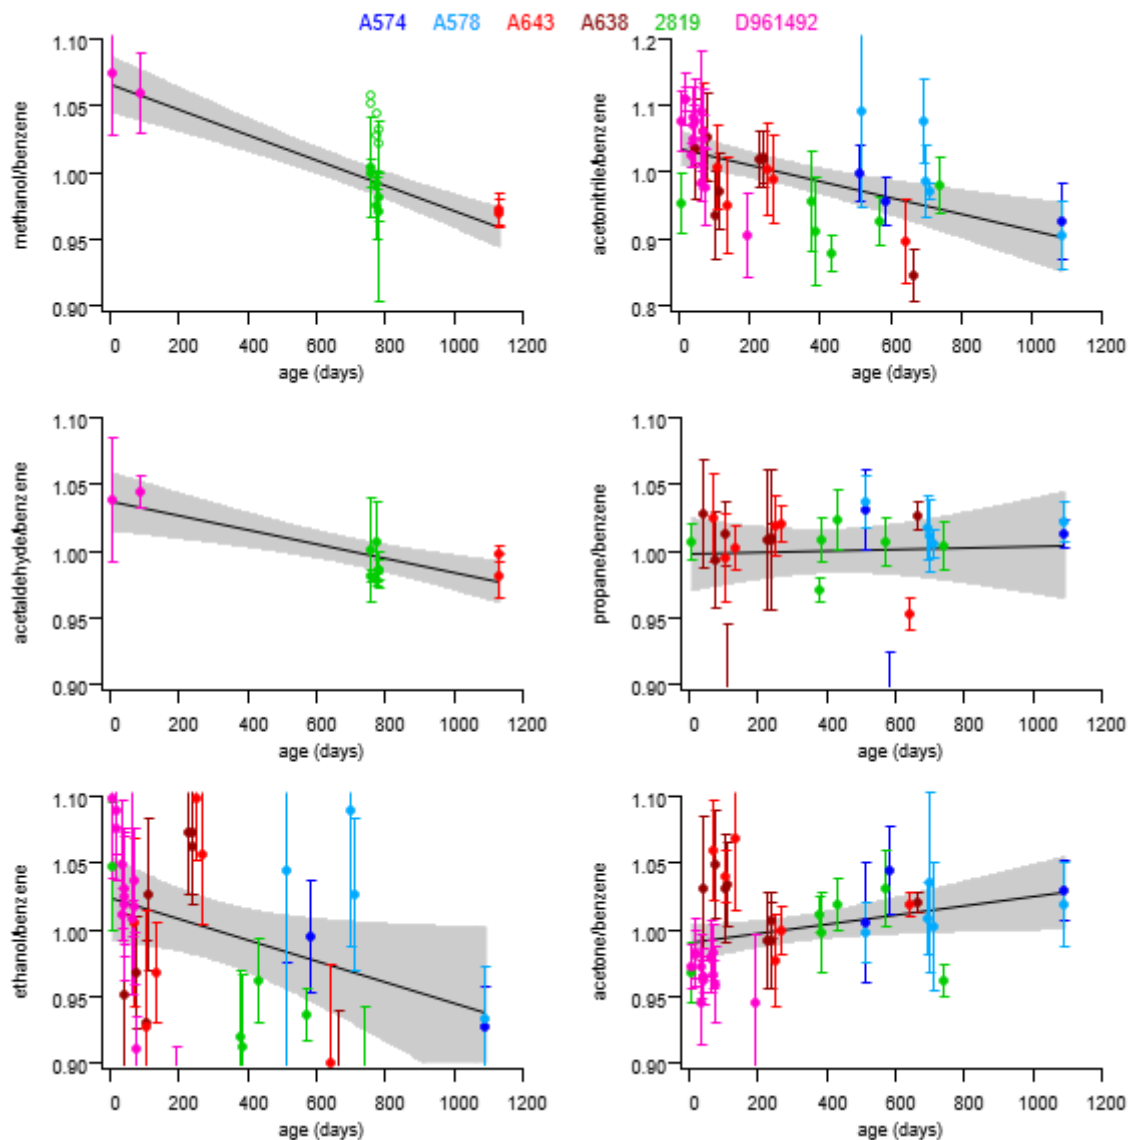 A574 A578 A643 A638 2819 D961492
methanol/benzene
1.10
1.05
1.00
0.95
0.90
0 200 400 600 800 1000 1200
age (days)
acetonitrile/benzene
1.2
1.1
1.0
0.9
0.8
0 200 400 600 800 1000 1200
age (days)
acetaldehyde/benzene
1.10
1.05
1.00
0.95
0.90
0 200 400 600 800 1000 1200
age (days)
propane/benzene
1.10
1.05
1.00
0.95
0.90
0 200 400 600 800 1000 1200
age (days)
ethanol/benzene
1.10
1.05
1.00
0.95
0.90
0 200 400 600 800 1000 1200
age (days)
acetone/benzene
1.10
1.05
1.00
0.95
0.90
0 200 400 600 800 1000 1200
age (days)